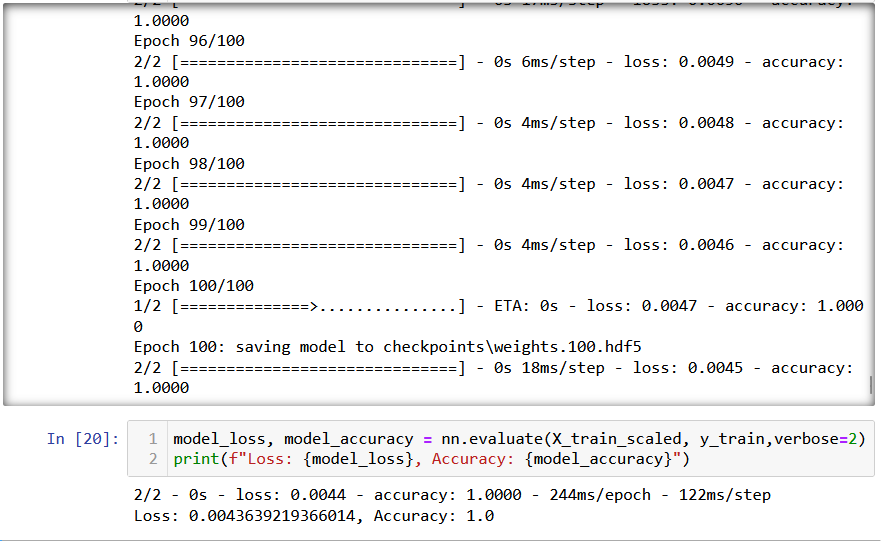 1.0000
Epoch 96/100
2/2 [==============================] - 0s 6ms/step - loss: 0.0049 - accuracy:
1.0000
Epoch 97/100
2/2 [==============================] - 0s 4ms/step - loss: 0.0048 - accuracy:
1.0000
Epoch 98/100
2/2 [==============================] - 0s 4ms/step - loss: 0.0047 - accuracy:
1.0000
Epoch 99/100
2/2 [==============================] - 0s 4ms/step - loss: 0.0046 - accuracy:
1.0000
Epoch 100/100
1/2 [==============>...............] - ETA: 0s - loss: 0.0047 - accuracy: 1.000
0
Epoch 100: saving model to checkpoints\weights.100.hdf5
2/2 [==============================] - 0s 18ms/step - loss: 0.0045 - accuracy:
1.0000
In [20]: 1 model_loss, model_accuracy = nn.evaluate(X_train_scaled, y_train,verbose=2)
2 print(f"Loss: {model_loss}, Accuracy: {model_accuracy}")
2/2 - 0s - loss: 0.0044 - accuracy: 1.0000 - 244ms/epoch - 122ms/step
Loss: 0.0043639219366014, Accuracy: 1.0